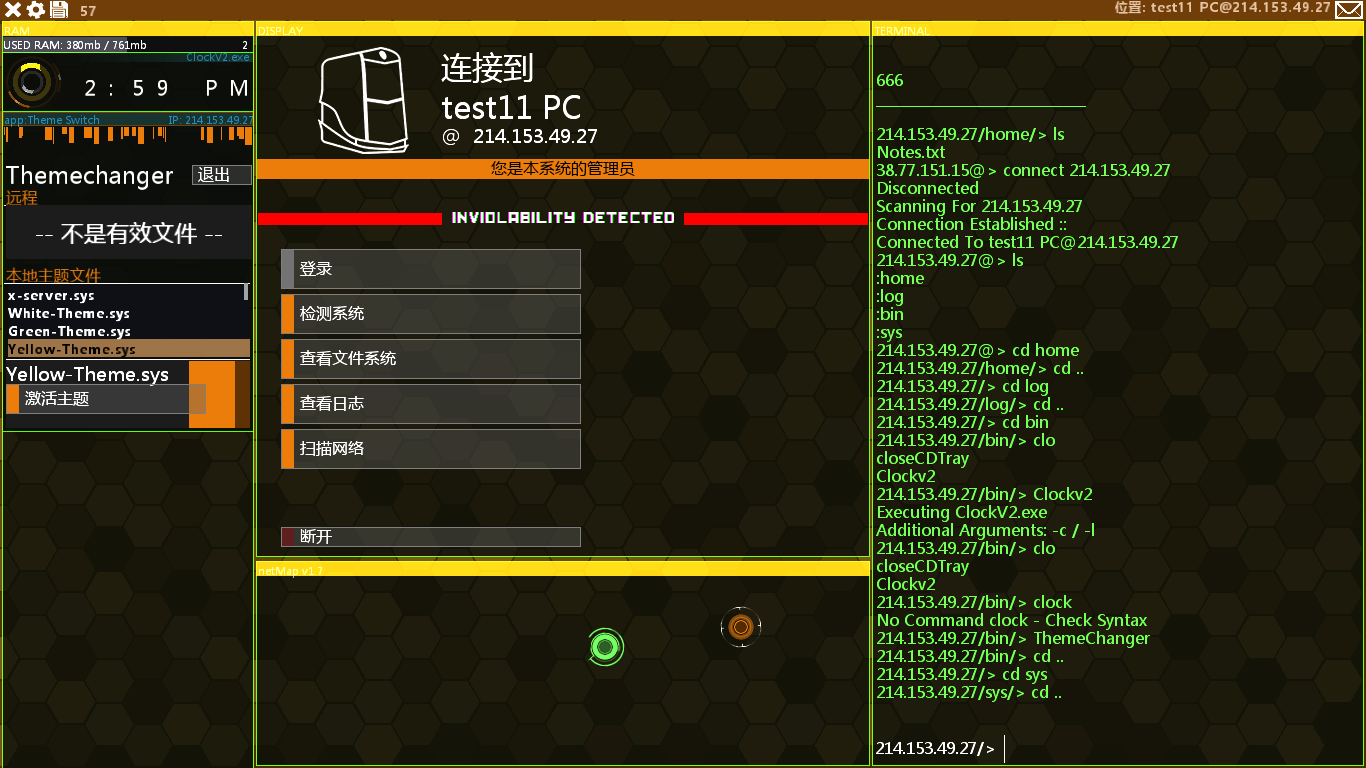 57
位置: test11 PC@214.153.49.27
RAM
USED RAM: 380mb / 761mb 2
ClockV2.exe
2 : 59 PM
app:Theme Switch IP: 214.153.49.27
Themechanger 退出
远程
-- 不是有效文件 --
本地主题文件
x-server.sys
White-Theme.sys
Green-Theme.sys
Yellow-Theme.sys
Yellow-Theme.sys
激活主题
DISPLAY
连接到
test11 PC
@ 214.153.49.27
您是本系统的管理员
INVIOLABILITY DETECTED
登录
检测系统
查看文件系统
查看日志
扫描网络
断开
netMap v1.7
TERMINAL
666
214.153.49.27/home/> ls
Notes.txt
38.77.151.15@> connect 214.153.49.27
Disconnected
Scanning For 214.153.49.27
Connection Established ::
Connected To test11 PC@214.153.49.27
214.153.49.27@> ls
:home
:log
:bin
:sys
214.153.49.27@> cd home
214.153.49.27/home/> cd ..
214.153.49.27/> cd log
214.153.49.27/log/> cd ..
214.153.49.27/> cd bin
214.153.49.27/bin/> clo
closeCDTray
Clockv2
214.153.49.27/bin/> Clockv2
Executing ClockV2.exe
Additional Arguments: -c / -l
214.153.49.27/bin/> clo
closeCDTray
Clockv2
214.153.49.27/bin/> clock
No Command clock - Check Syntax
214.153.49.27/bin/> ThemeChanger
214.153.49.27/bin/> cd ..
214.153.49.27/> cd sys
214.153.49.27/sys/> cd ..
214.153.49.27/>